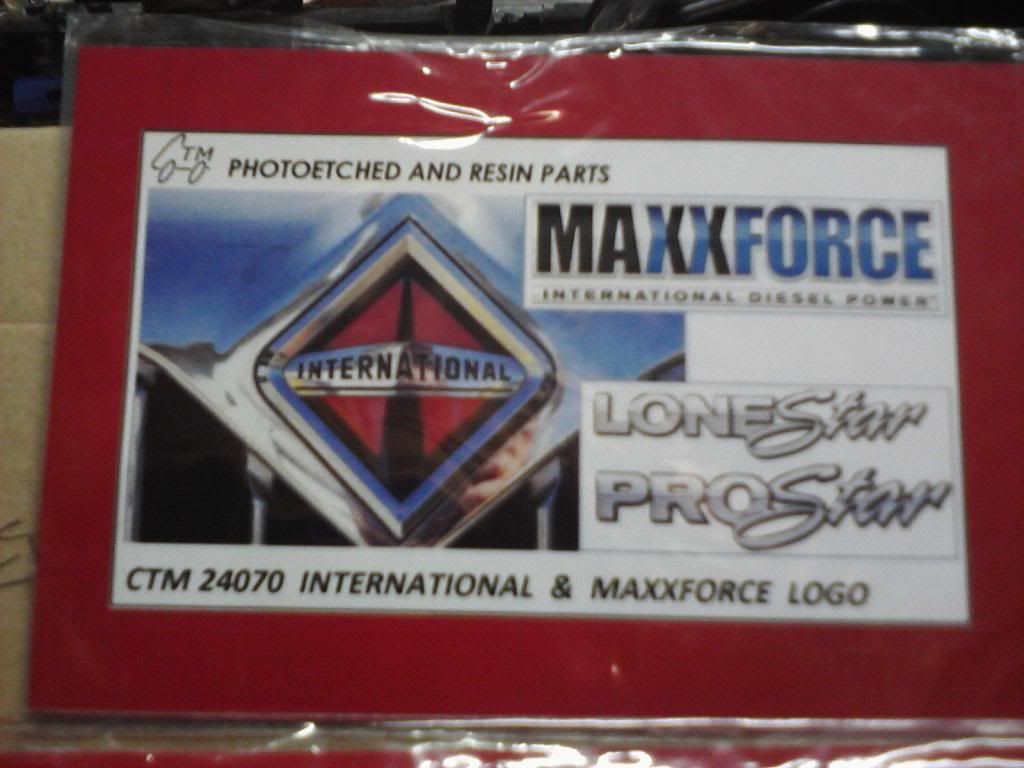 CTM PHOTOETCHED AND RESIN PARTS
MAXXFORCE
INTERNATIONAL DIESEL POWER
INTERNATIONAL
LONESTAR
PROSTAR
CTM 24070 INTERNATIONAL & MAXXFORCE LOGO